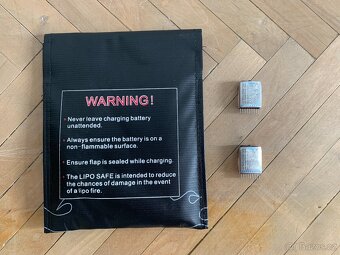 WARNING!
• Never leave charging battery
unattended.
• Always ensure the battery is on a
non-flammable surface.
• Ensure flap is sealed while charging.
• The LIPO SAFE is intended to reduce
the chances of damage in the event
of a lipo fire.